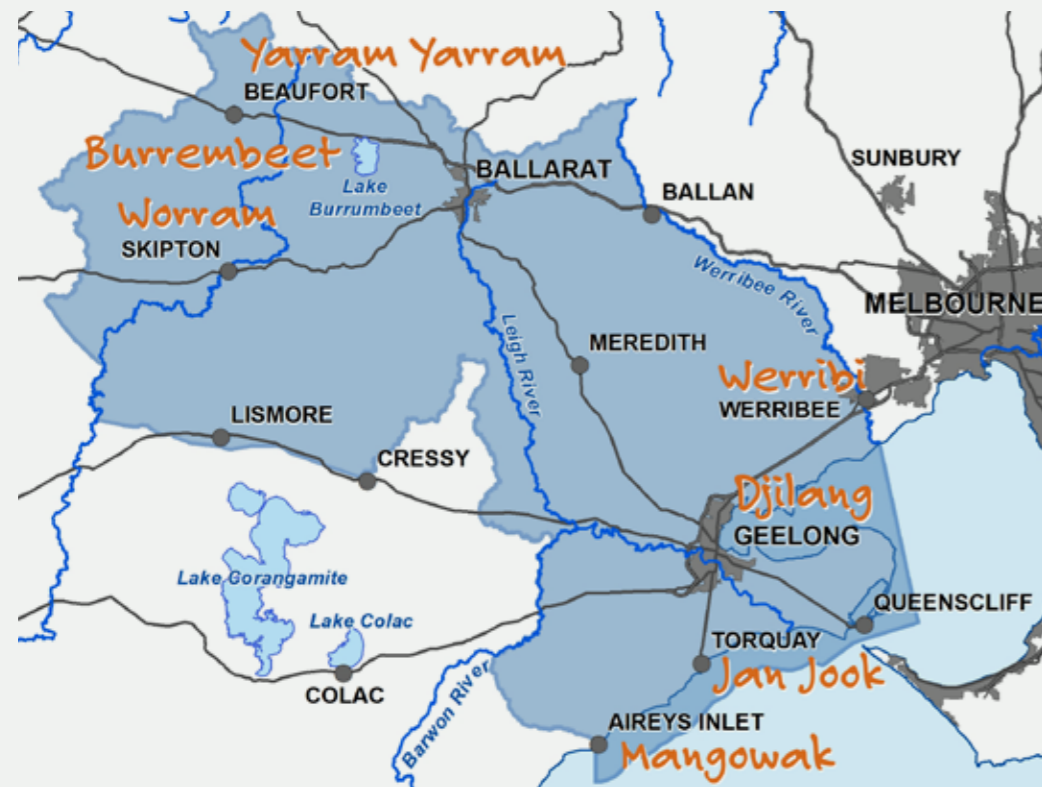 Yarram Yarram
BEAUFORT
Burrembeet
BALLARAT
SUNBURY
Lake
Burrumbeet
BALLAN
Worram
SKIPTON
Werribee River
MELBOURNE
Leigh River
MEREDITH
Werribi
WERRIBEE
LISMORE
CRESSY
Djilang
GEELONG
Lake Corangamite
QUEENSCLIFF
Lake Colac
TORQUAY
Jan Jook
COLAC
Barwon River
AIREYS INLET
Mangowak